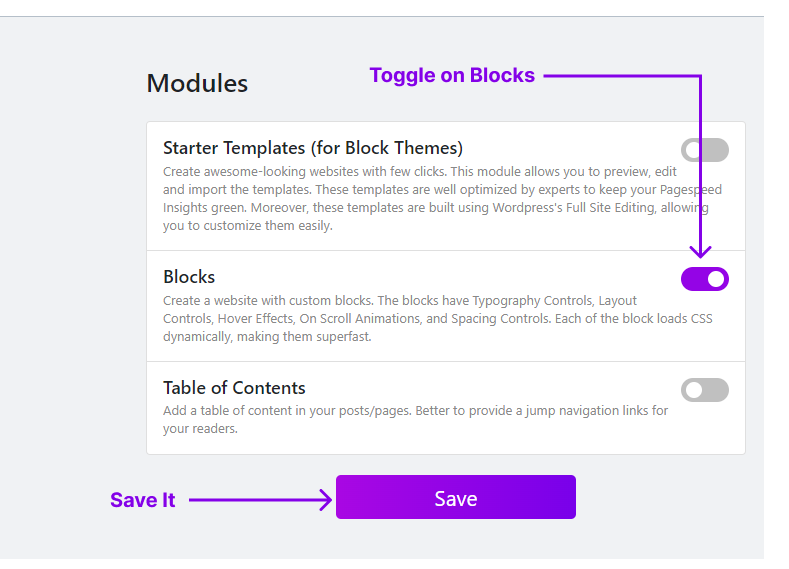 Modules
Toggle on Blocks
Starter Templates (for Block Themes)
Create awesome-looking websites with few clicks. This module allows you to preview, edit
and import the templates. These templates are well optimized by experts to keep your Pagespeed
Insights green. Moreover, these templates are built using Wordpress's Full Site Editing, allowing
you to customize them easily.
Blocks
Create a website with custom blocks. The blocks have Typography Controls, Layout
Controls, Hover Effects, On Scroll Animations, and Spacing Controls. Each of the block loads CSS
dynamically, making them superfast.
Table of Contents
Add a table of content in your posts/pages. Better to provide a jump navigation links for
your readers.
Save It
Save